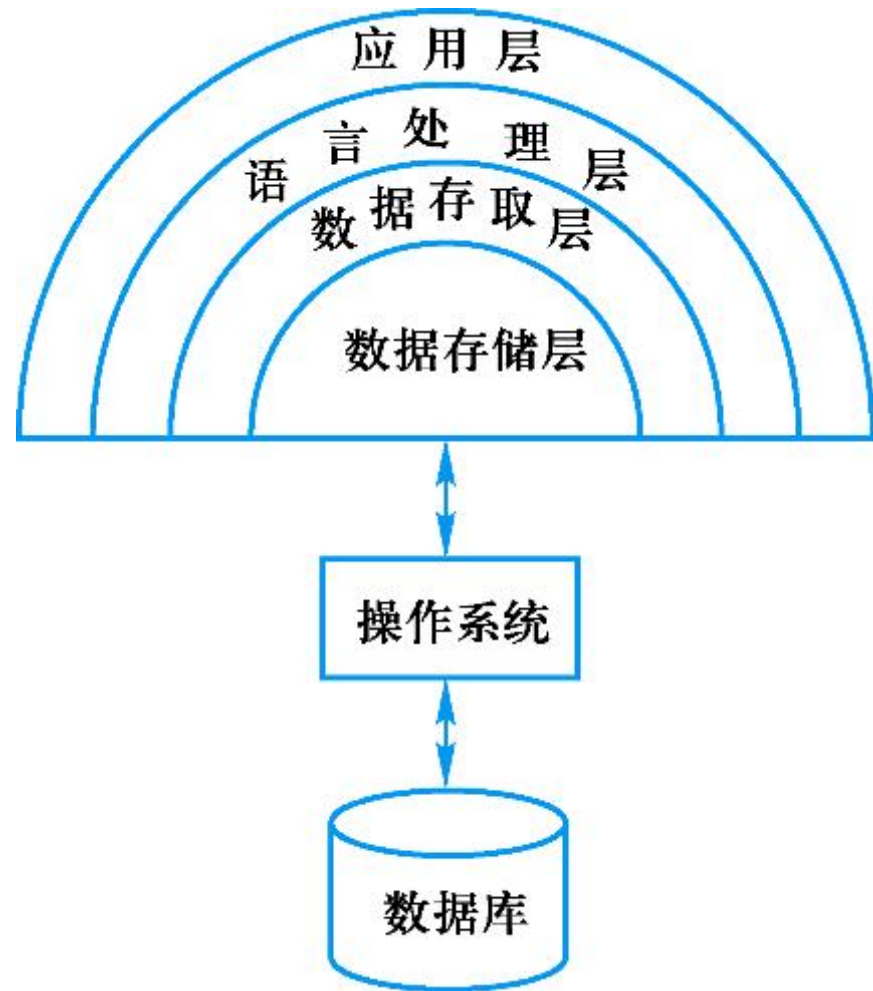 应用层
语言处理层
数据存取层
数据存储层
操作系统
数据库